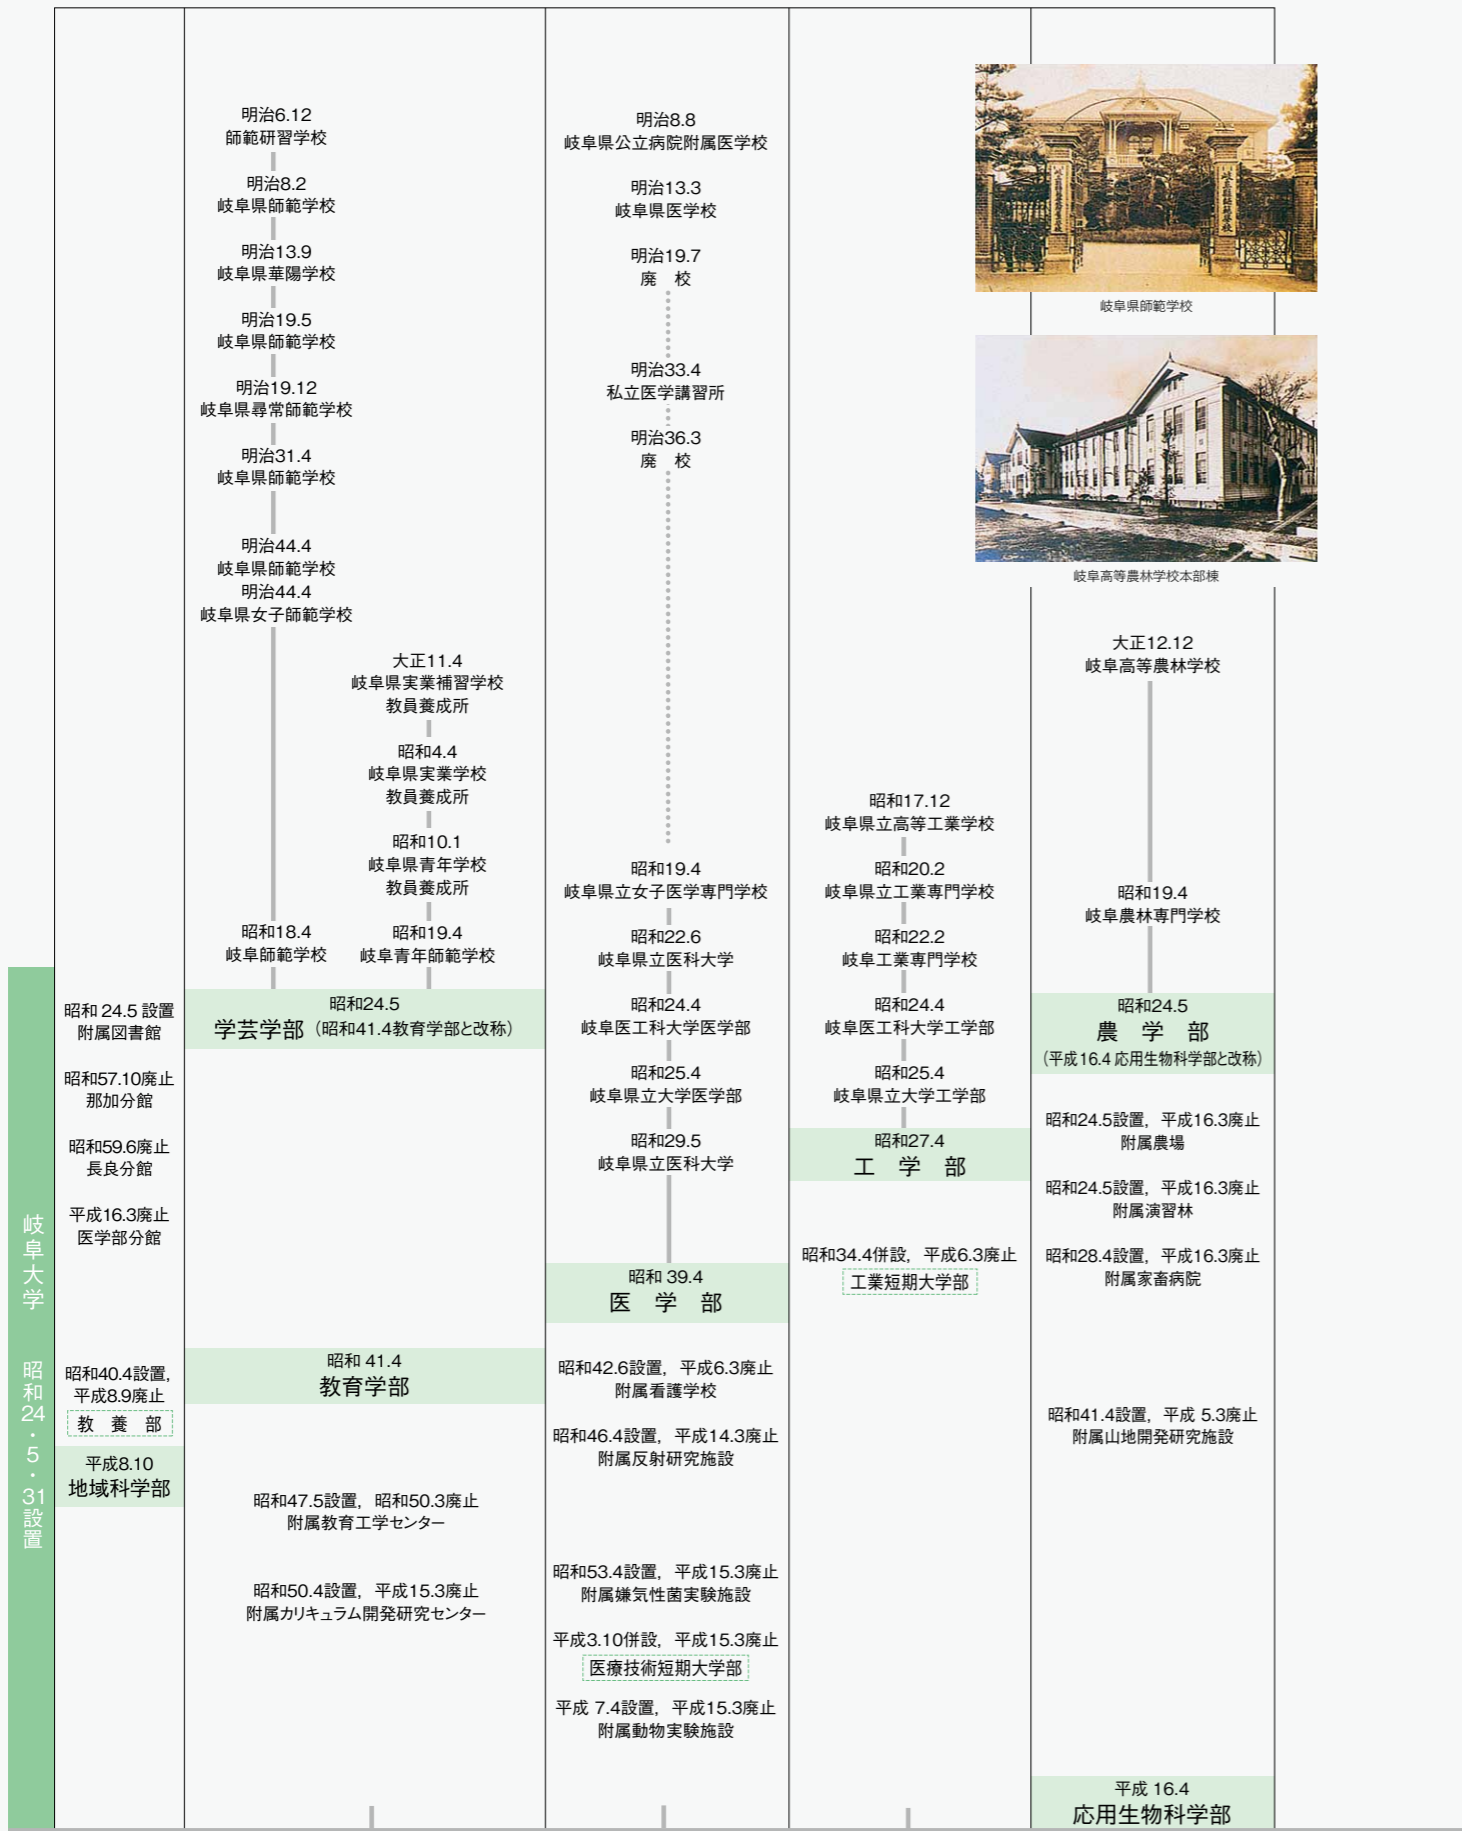 岐阜大学　昭和24・5・31設置
昭和 24.5 設置
附属図書館
昭和57.10廃止
那加分館
昭和59.6廃止
長良分館
平成16.3廃止
医学部分館
昭和40.4設置,
平成8.9廃止
教　養　部
平成8.10
地域科学部
明治6.12
師範研習学校
明治8.2
岐阜県師範学校
明治13.9
岐阜県華陽学校
明治19.5
岐阜県師範学校
明治19.12
岐阜県尋常師範学校
明治31.4
岐阜県師範学校
明治44.4
岐阜県師範学校
明治44.4
岐阜県女子師範学校
大正11.4
岐阜県実業補習学校
教員養成所
昭和4.4
岐阜県実業学校
教員養成所
昭和10.1
岐阜県青年学校
教員養成所
昭和18.4
岐阜師範学校
昭和19.4
岐阜青年師範学校
昭和24.5
学芸学部（昭和41.4教育学部と改称）
昭和 41.4
教育学部
昭和47.5設置，昭和50.3廃止
附属教育工学センター
昭和50.4設置，平成15.3廃止
附属カリキュラム開発研究センター
明治8.8
岐阜県公立病院附属医学校
明治13.3
岐阜県医学校
明治19.7
廃　校
明治33.4
私立医学講習所
明治36.3
廃　校
昭和19.4
岐阜県立女子医学専門学校
昭和22.6
岐阜県立医科大学
昭和24.4
岐阜医工科大学医学部
昭和25.4
岐阜県立大学医学部
昭和29.5
岐阜県立医科大学
昭和 39.4
医　学　部
昭和42.6設置，平成6.3廃止
附属看護学校
昭和46.4設置，平成14.3廃止
附属反射研究施設
昭和53.4設置，平成15.3廃止
附属嫌気性菌実験施設
平成3.10併設，平成15.3廃止
医療技術短期大学部
平成 7.4設置，平成15.3廃止
附属動物実験施設
昭和17.12
岐阜県立高等工業学校
昭和20.2
岐阜県立工業専門学校
昭和22.2
岐阜工業専門学校
昭和24.4
岐阜医工科大学工学部
昭和25.4
岐阜県立大学工学部
昭和27.4
工　学　部
昭和34.4併設，平成6.3廃止
工業短期大学部
岐阜県師範学校
岐阜県師範学校
岐阜高等農林学校本部棟
大正12.12
岐阜高等農林学校
昭和19.4
岐阜農林専門学校
昭和24.5
農　学　部
（平成16.4 応用生物科学部と改称）
昭和24.5設置，平成16.3廃止
附属農場
昭和24.5設置，平成16.3廃止
附属演習林
昭和28.4設置，平成16.3廃止
附属家畜病院
昭和41.4設置，平成 5.3廃止
附属山地開発研究施設
平成 16.4
応用生物科学部